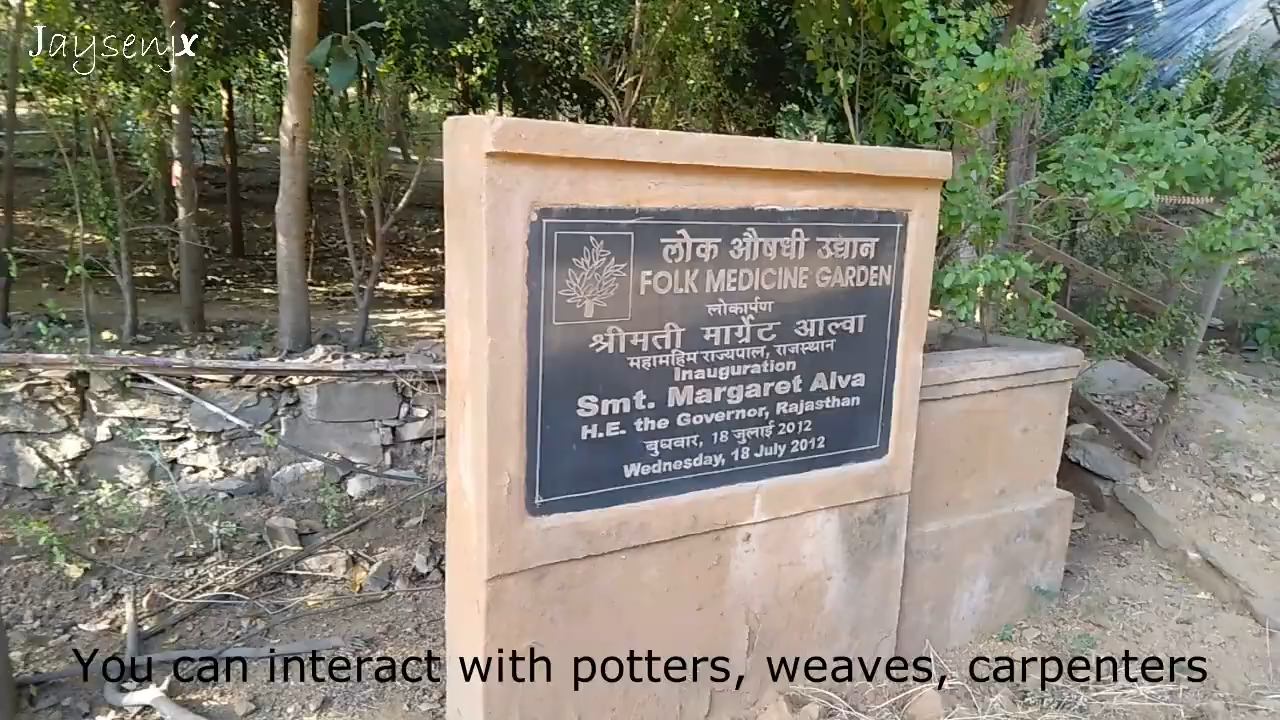 Jaysenjx
लोक औषधी उद्यान
FOLK MEDICINE GARDEN
लोकार्पण
श्रीमती मार्ग्रेट आल्वा
महामहिम राज्यपाल, राजस्थान
Inauguration
Smt. Margaret Alva
H.E. the Governor, Rajasthan
बुधवार, 18 जुलाई 2012
Wednesday, 18 July 2012
You can interact with potters, weaves, carpenters